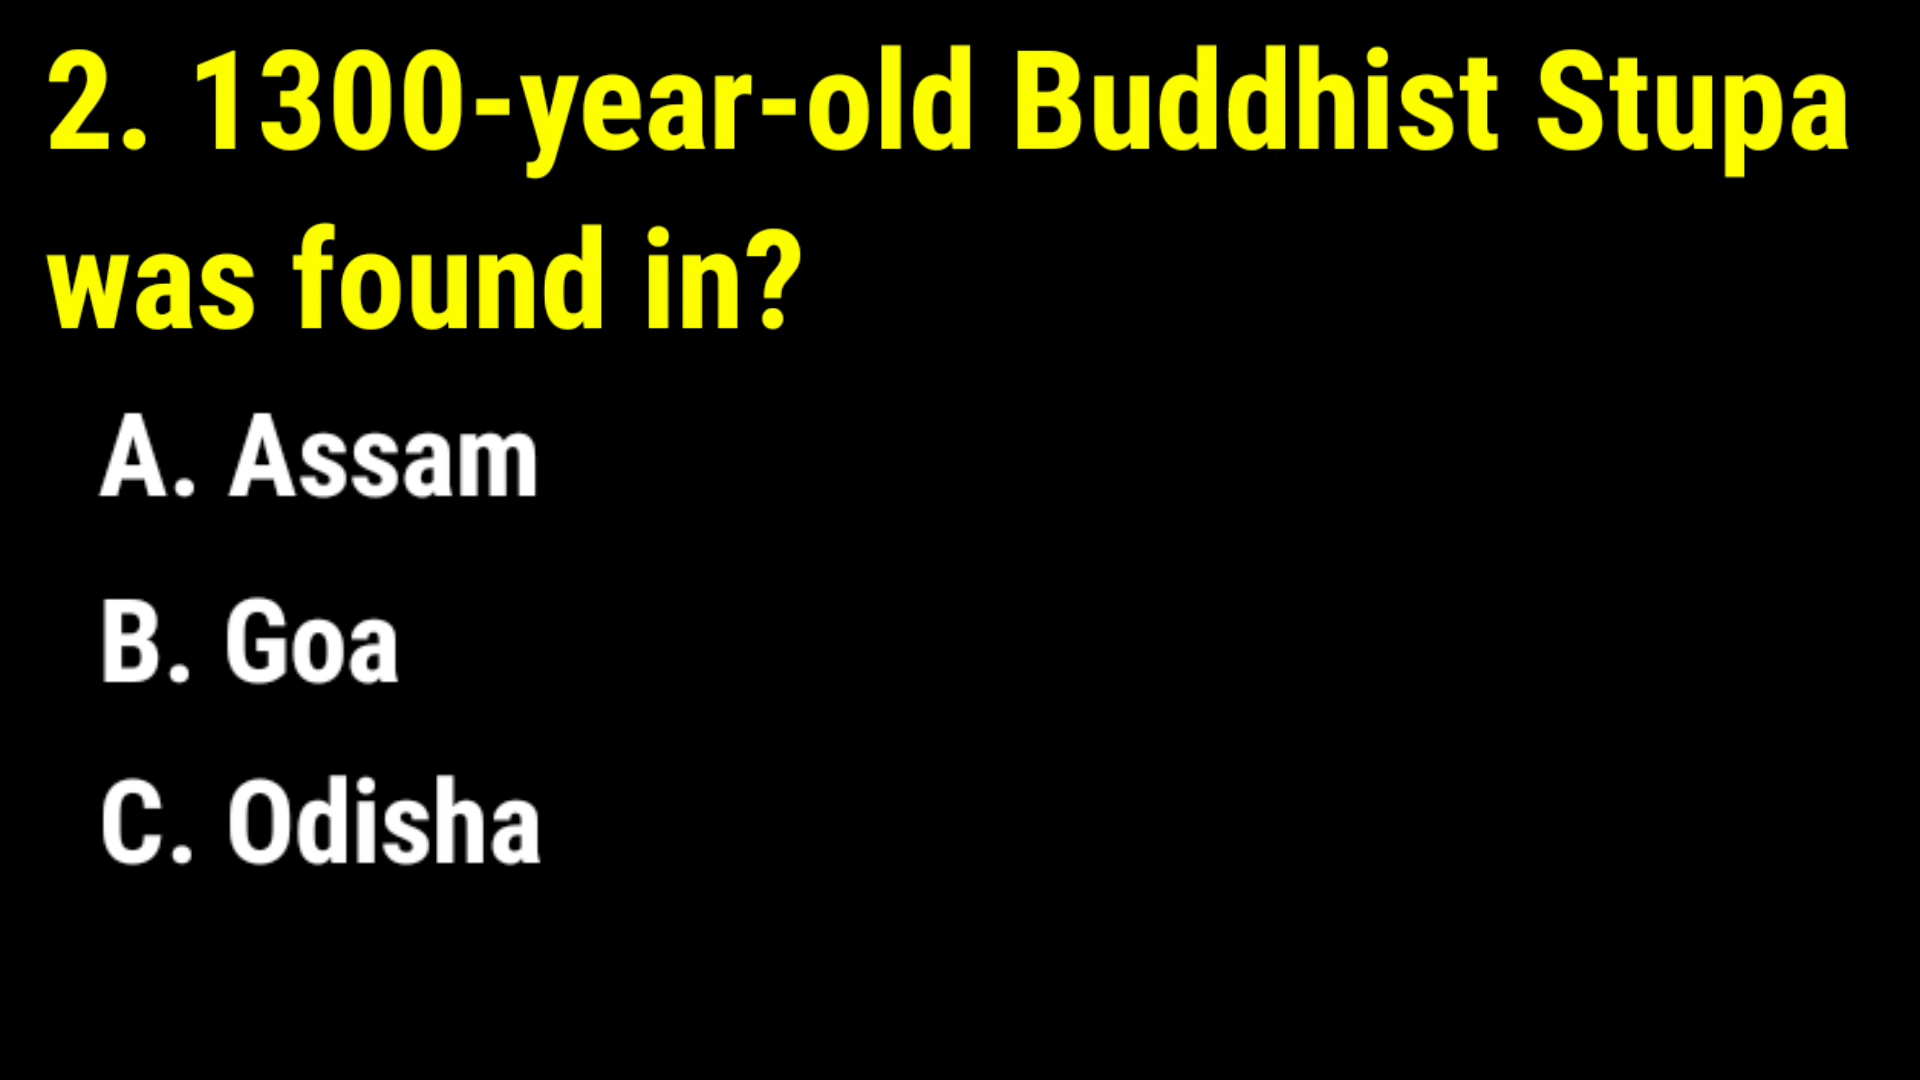 2. 1300-year-old Buddhist Stupa
was found in?
A. Assam
B. Goa
C. Odisha